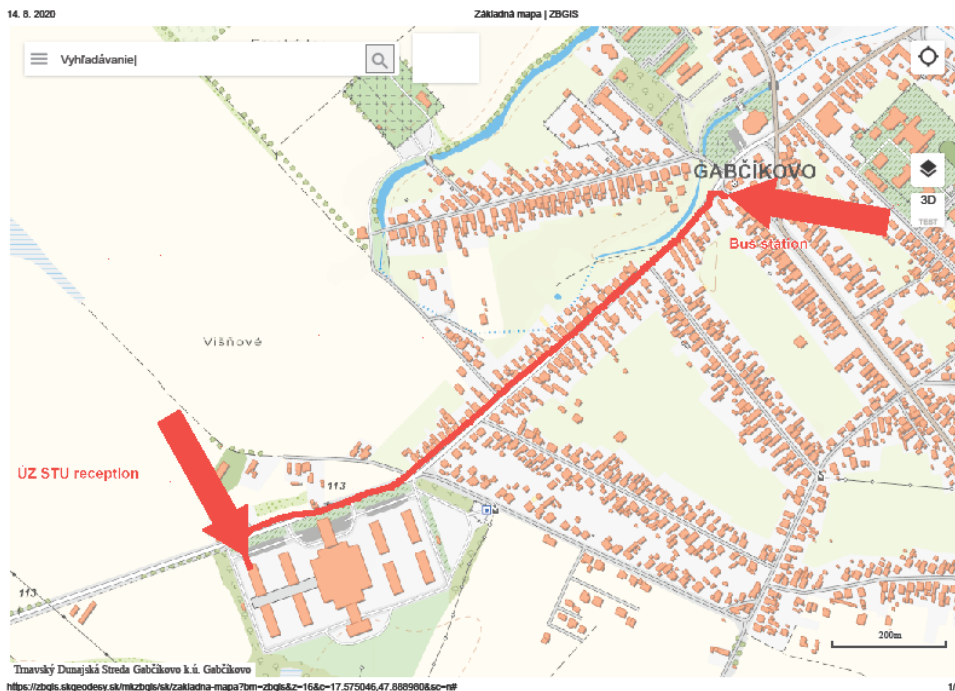 14. 8. 2020
Základná mapa | ZBGIS
Vyhľadávanie
GABČÍKOVO
3D
TEST
Bus station
Višňové
ÚZ STU reception
113
113
200m
Trnavský Dunajská Streda Gabčíkovo k.ú. Gabčíkovo
https://zbgis.skgeodesy.sk/mkzbgis/sk/zakladna-mapa?bm=zbgis&z=16&c=17.575046,47.888980&sc=n#
1/